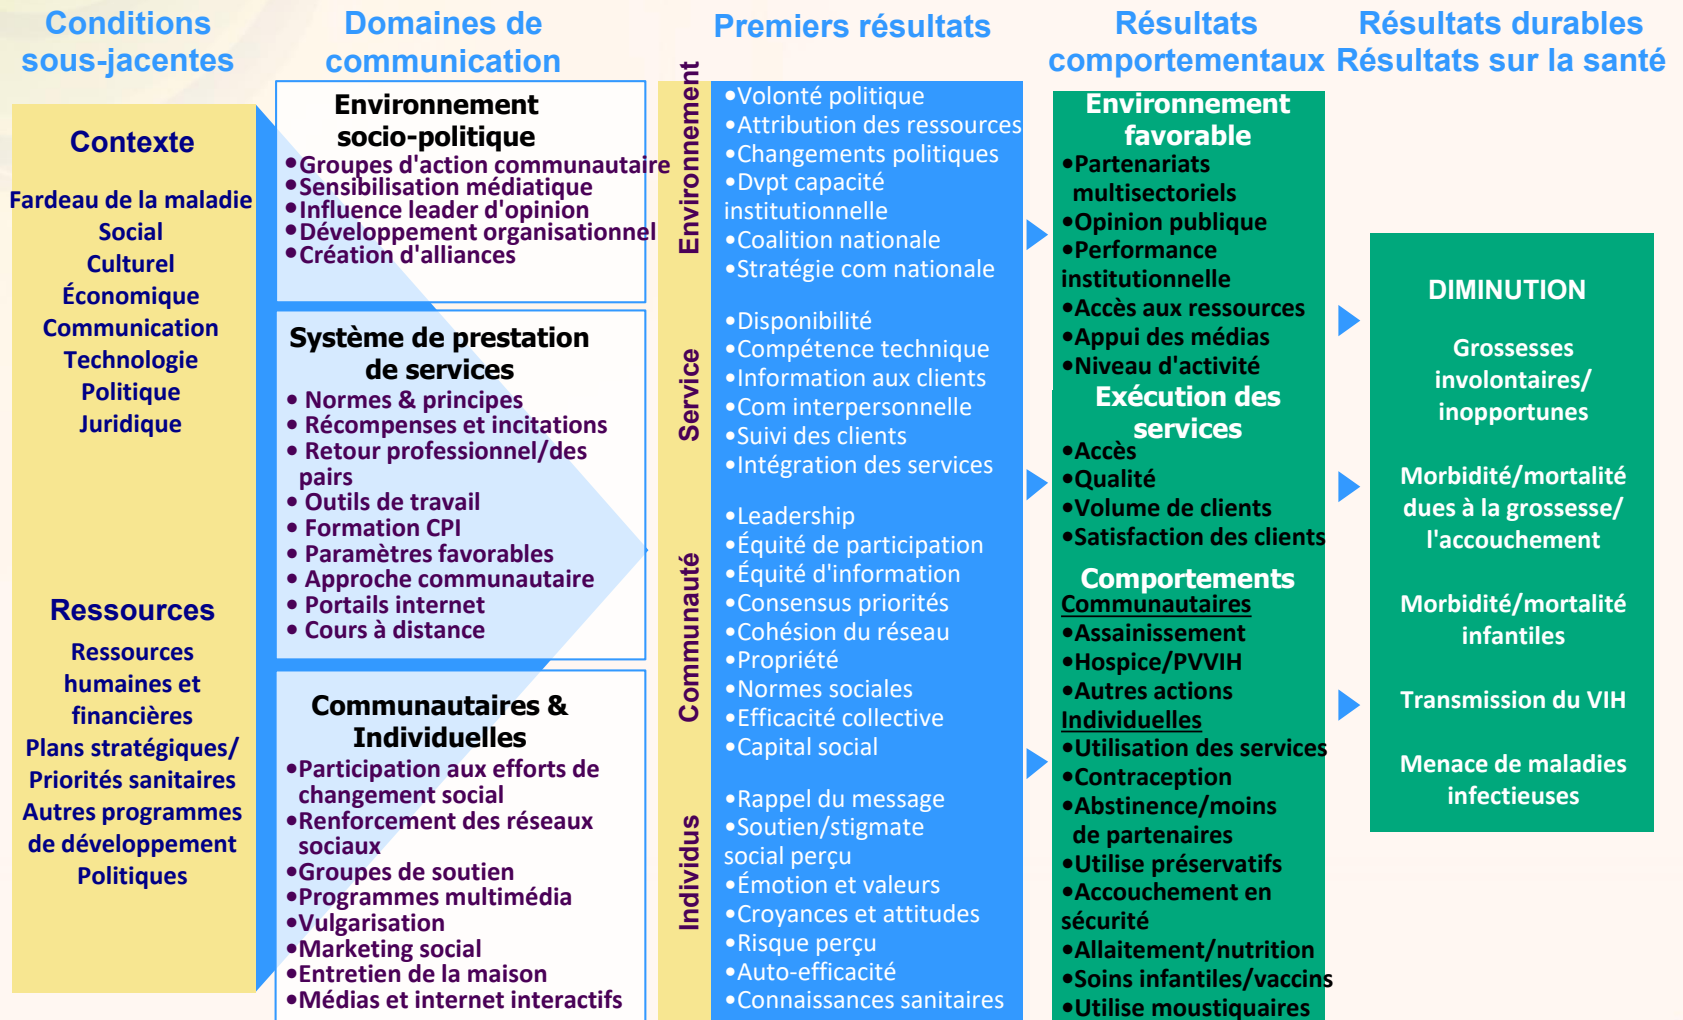 Conditions
sous-jacentes
Domaines de
communication
Premiers résultats
Résultats
comportementaux
Résultats durables
Résultats sur la santé
Contexte
Fardeau de la maladie
Social
Culturel
Économique
Communication
Technologie
Politique
Juridique
Ressources
Ressources
humaines et
financières
Plans stratégiques/
Priorités sanitaires
Autres programmes
de développement
Politiques
Environnement
socio-politique
•Groupes d'action communautaire
•Sensibilisation médiatique
•Influence leader d'opinion
•Développement organisationnel
•Création d'alliances
Système de prestation
de services
• Normes & principes
• Récompenses et incitations
• Retour professionnel/des
pairs
• Outils de travail
• Formation CPI
• Paramètres favorables
• Approche communautaire
• Portails internet
• Cours à distance
Communautaires &
Individuelles
•Participation aux efforts de
changement social
•Renforcement des réseaux
sociaux
•Groupes de soutien
•Programmes multimédia
•Vulgarisation
•Marketing social
•Entretien de la maison
•Médias et internet interactifs
Environnement
•Volonté politique
•Attribution des ressources
•Changements politiques
•Dvpt capacité
institutionnelle
•Coalition nationale
•Stratégie com nationale
Service
•Disponibilité
•Compétence technique
•Information aux clients
•Com interpersonnelle
•Suivi des clients
•Intégration des services
Communauté
•Leadership
•Équité de participation
•Équité d'information
•Consensus priorités
•Cohésion du réseau
•Propriété
•Normes sociales
•Efficacité collective
•Capital social
Individus
•Rappel du message
•Soutien/stigmate
social perçu
•Émotion et valeurs
•Croyances et attitudes
•Risque perçu
•Auto-efficacité
•Connaissances sanitaires
Environnement
favorable
•Partenariats
multisectoriels
•Opinion publique
•Performance
institutionnelle
•Accès aux ressources
•Appui des médias
•Niveau d'activité
Exécution des
services
•Accès
•Qualité
•Volume de clients
•Satisfaction des clients
Comportements
Communautaires
•Assainissement
•Hospice/PVVIH
•Autres actions
Individuelles
•Utilisation des services
•Contraception
•Abstinence/moins
de partenaires
•Utilise préservatifs
•Accouchement en
sécurité
•Allaitement/nutrition
•Soins infantiles/vaccins
•Utilise moustiquaires
DIMINUTION
Grossesses
involontaires/
inopportunes
Morbidité/mortalité
dues à la grossesse/
l'accouchement
Morbidité/mortalité
infantiles
Transmission du VIH
Menace de maladies
infectieuses